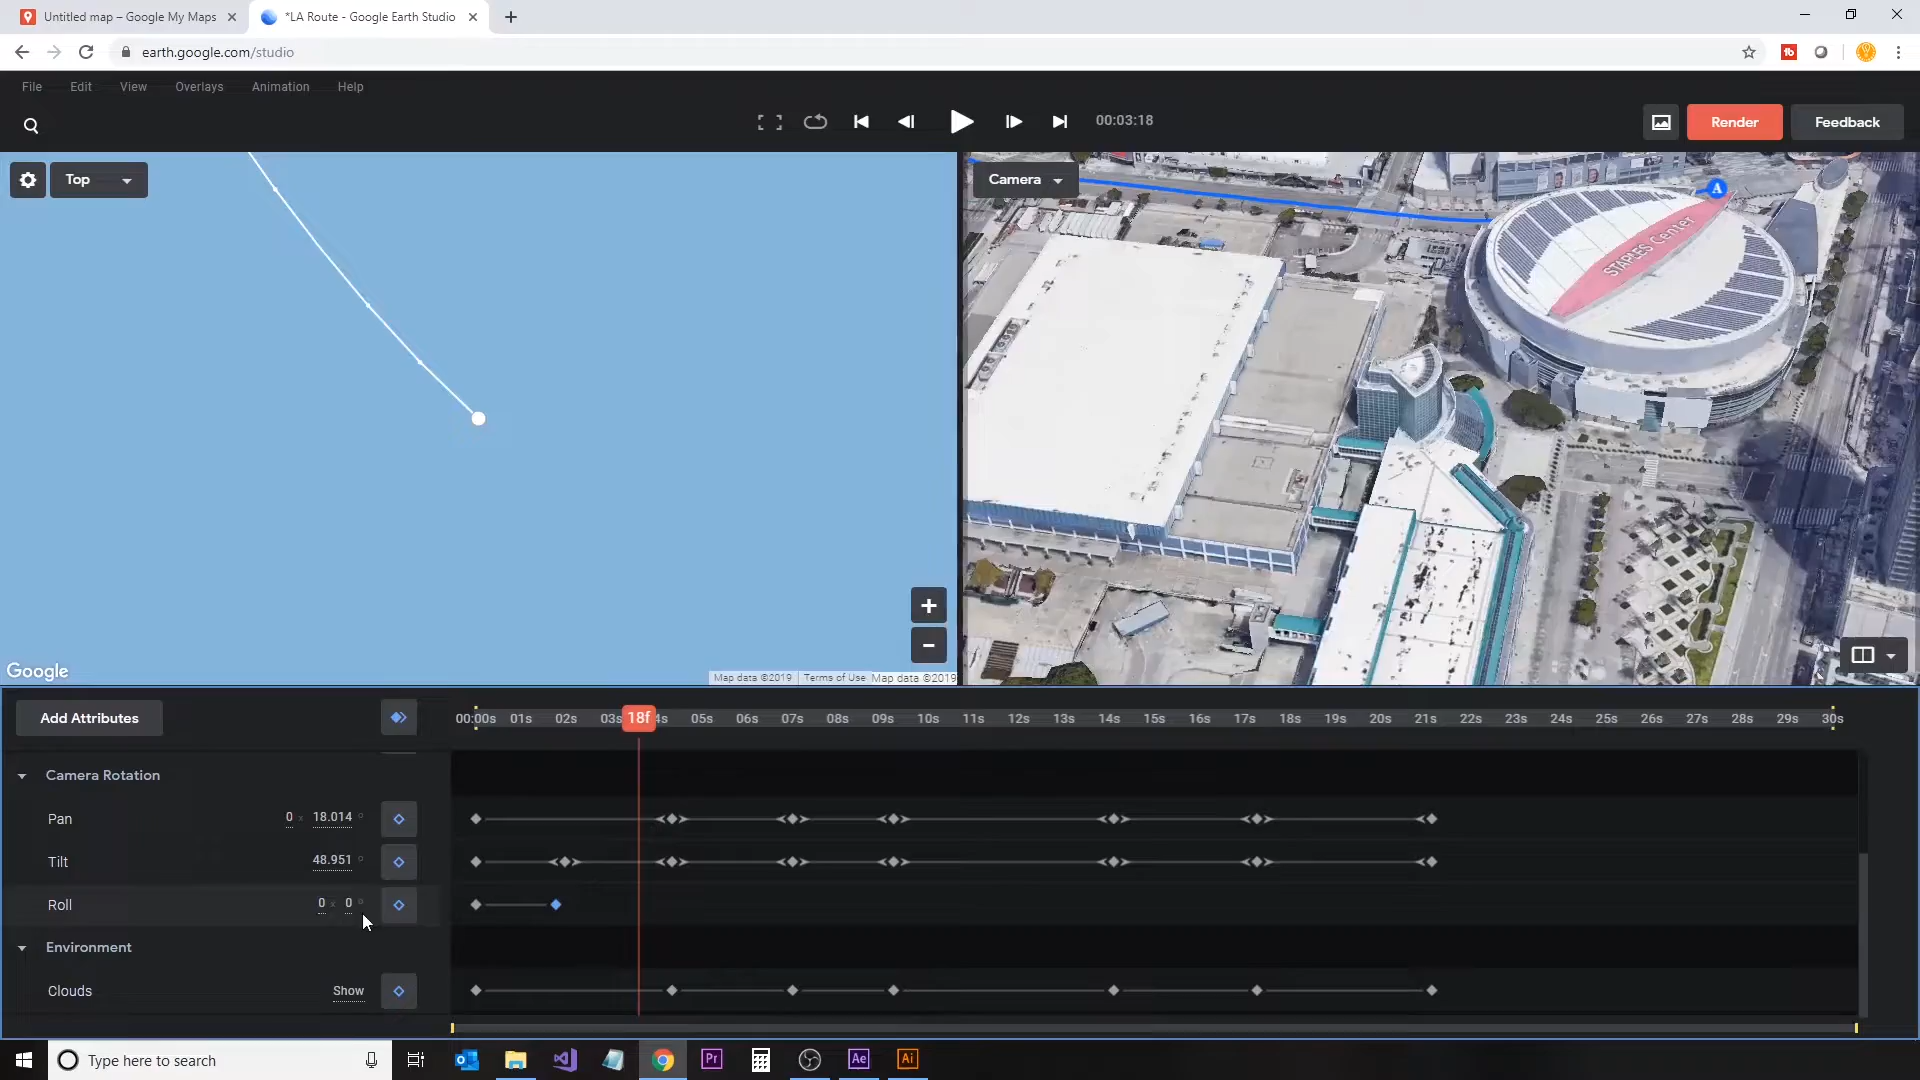 Untitled map – Google My Maps
*LA Route - Google Earth Studio
earth.google.com/studio
File Edit View Overlays Animation Help
00:03:18
Render
Feedback
Top
Camera
A
STAPLES Center
Google
Map data ©2019 Terms of Use Map data ©2019
Add Attributes
00:00s 01s 02s 03s 18f 4s 05s 06s 07s 08s 09s 10s 11s 12s 13s 14s 15s 16s 17s 18s 19s 20s 21s 22s 23s 24s 25s 26s 27s 28s 29s 30s
Camera Rotation
Pan 0 x 18.014 °
Tilt 48.951 °
Roll 0 x 0 °
Environment
Clouds Show
Type here to search
Pr
Ae
Ai